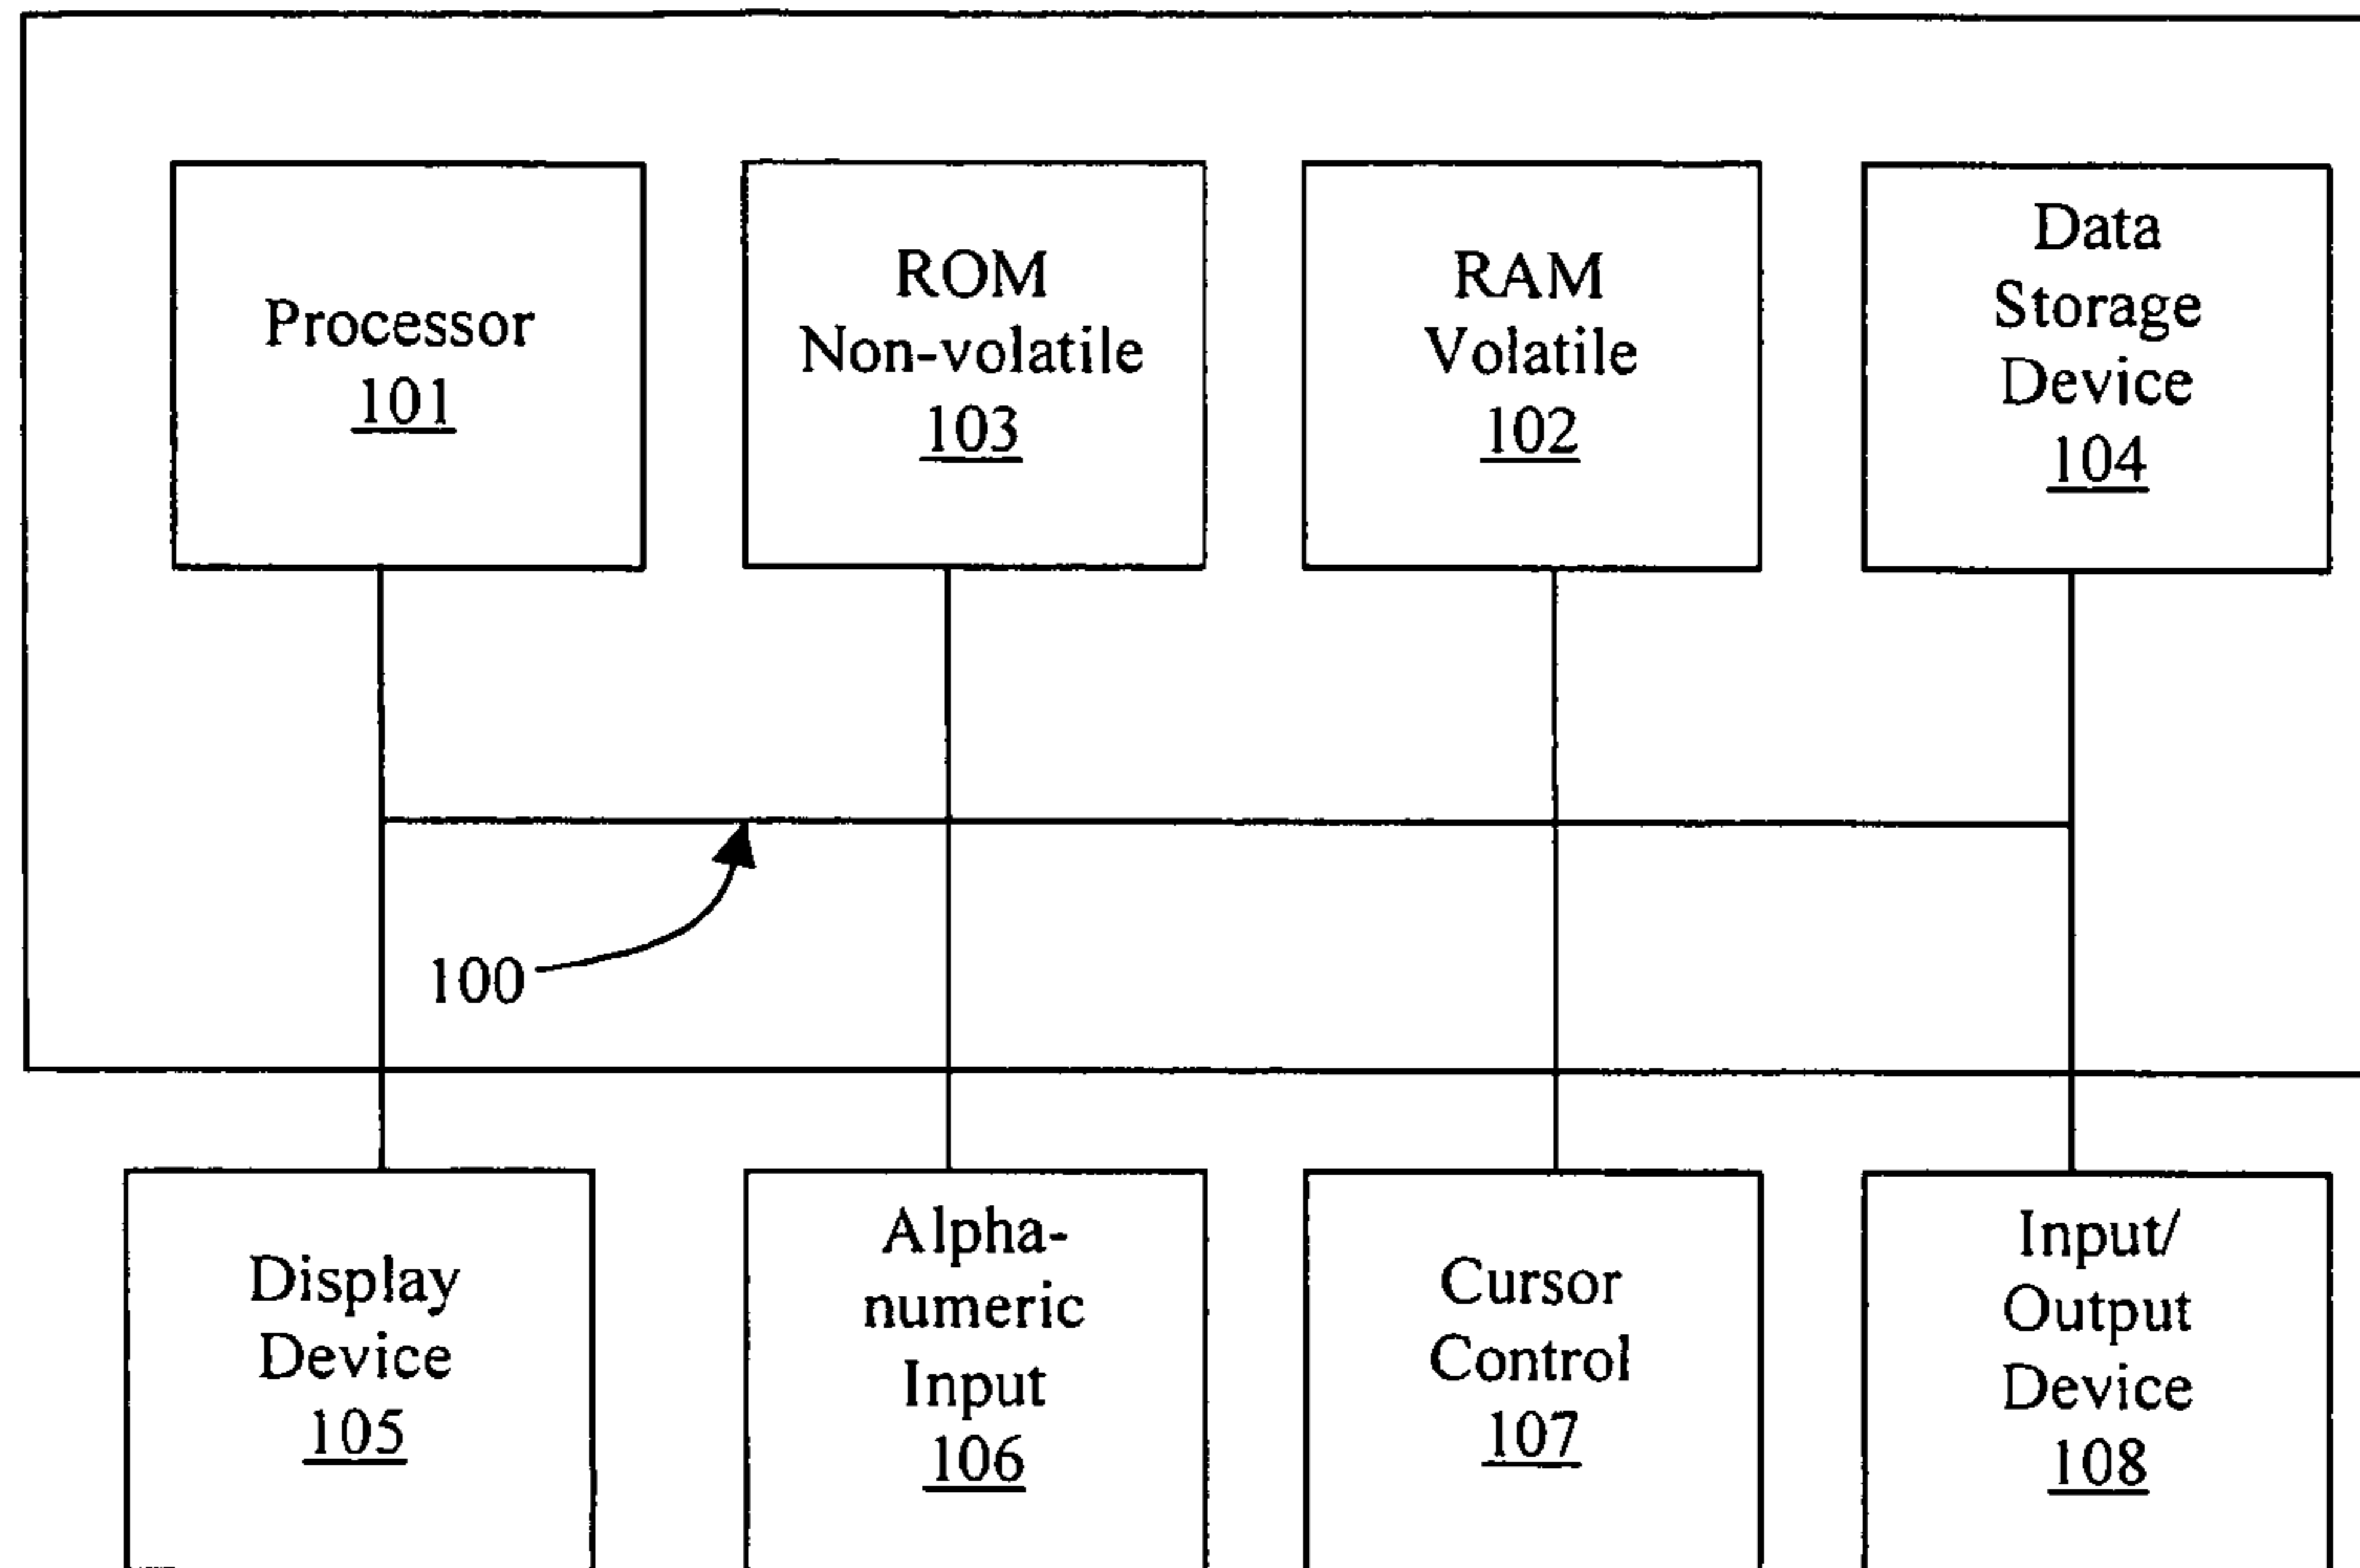 Processor
101
ROM
Non-volatile
103
RAM
Volatile
102
Data
Storage
Device
104
100
Display
Device
105
Alpha-
numeric
Input
106
Cursor
Control
107
Input/
Output
Device
108